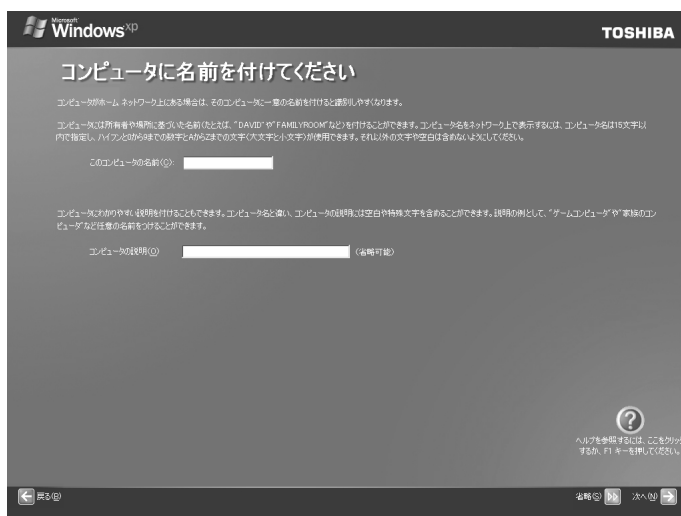 Microsoft
Windows xp
TOSHIBA
コンピュータに名前を付けてください
コンピュータがホーム ネットワーク上にある場合は、そのコンピュータに一意の名前を付けると識別しやすくなります。
コンピュータには所有者や場所に基づいた名前(たとえば、"DAVID" や "FAMILYROOM" など)を付けることができます。コンピュータ名をネットワーク上で表示するには、コンピュータ名は15文字以
内で指定し、ハイフンと0から9までの数字とAからZまでの文字(大文字と小文字)が使用できます。それ以外の文字や空白は含めないようにしてください。
このコンピュータの名前(C):
コンピュータにわかりやすい説明を付けることもできます。コンピュータ名と違い、コンピュータの説明には空白や特殊文字を含めることができます。説明の例として、"ゲームコンピュータ" や "家族のコン
ピュータ" など任意の名前をつけることができます。
コンピュータの説明(O)
(省略可能)
?
ヘルプを参照するには、ここをクリッ
するか、F1 キーを押してください。
戻る(B)
省略(S)
次へ(N)